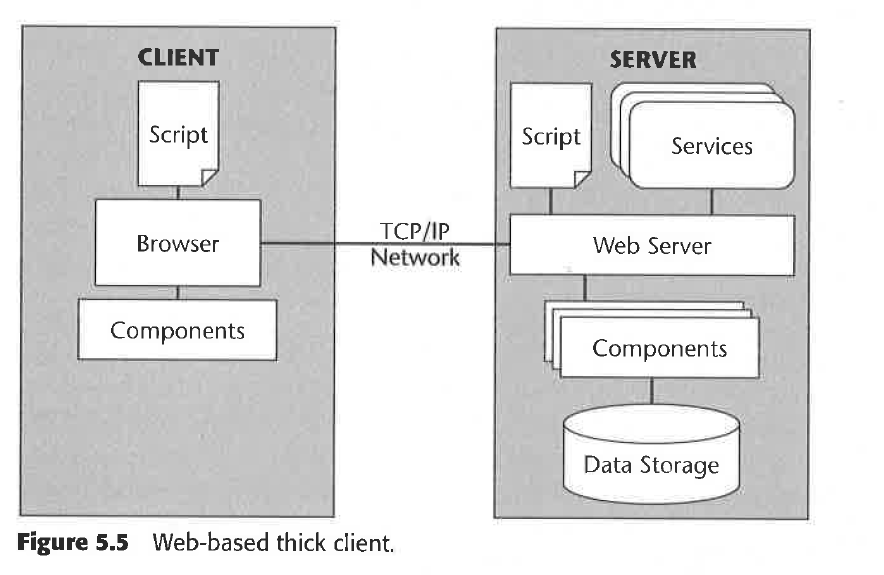 CLIENT
Script
Browser
Components
TCP/IP
Network
SERVER
Script
Services
Web Server
Components
Data Storage
Figure 5.5 Web-based thick client.